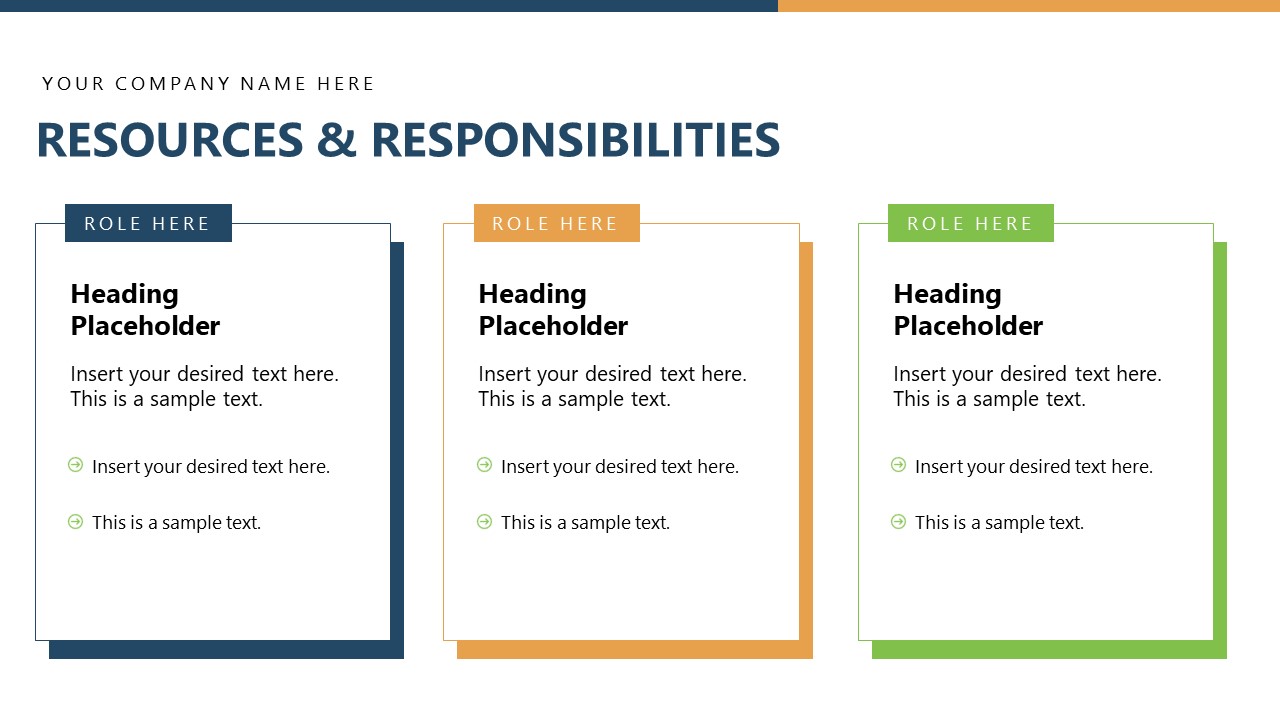 YOUR COMPANY NAME HERE
RESOURCES & RESPONSIBILITIES
ROLE HERE
Heading
Placeholder
Insert your desired text here.
This is a sample text.
Insert your desired text here.
This is a sample text.
ROLE HERE
Heading
Placeholder
Insert your desired text here.
This is a sample text.
Insert your desired text here.
This is a sample text.
ROLE HERE
Heading
Placeholder
Insert your desired text here.
This is a sample text.
Insert your desired text here.
This is a sample text.